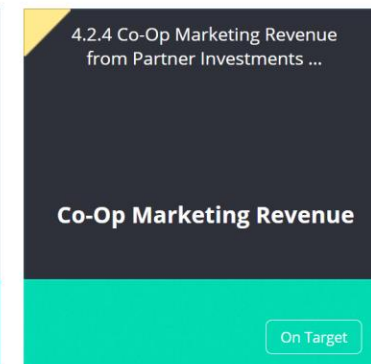 4.2.4 Co-Op Marketing Revenue
from Partner Investments ...
Co-Op Marketing Revenue
On Target